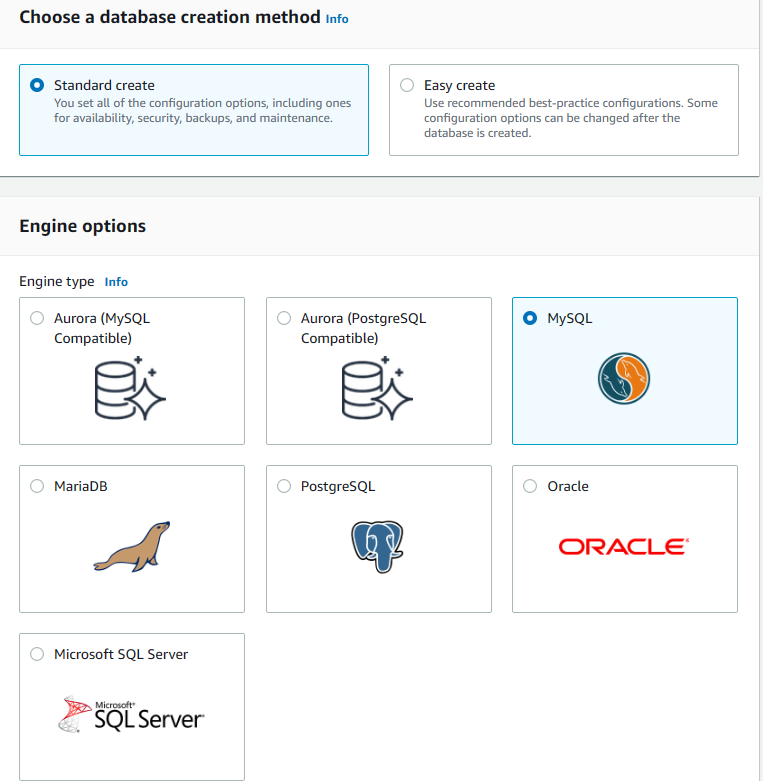 Choose a database creation method Info
Standard create
You set all of the configuration options, including ones
for availability, security, backups, and maintenance.
Easy create
Use recommended best-practice configurations. Some
configuration options can be changed after the
database is created.
Engine options
Engine type Info
Aurora (MySQL
Compatible)
Aurora (PostgreSQL
Compatible)
MySQL
MariaDB
PostgreSQL
Oracle
ORACLE
Microsoft SQL Server
Microsoft®
SQL Server